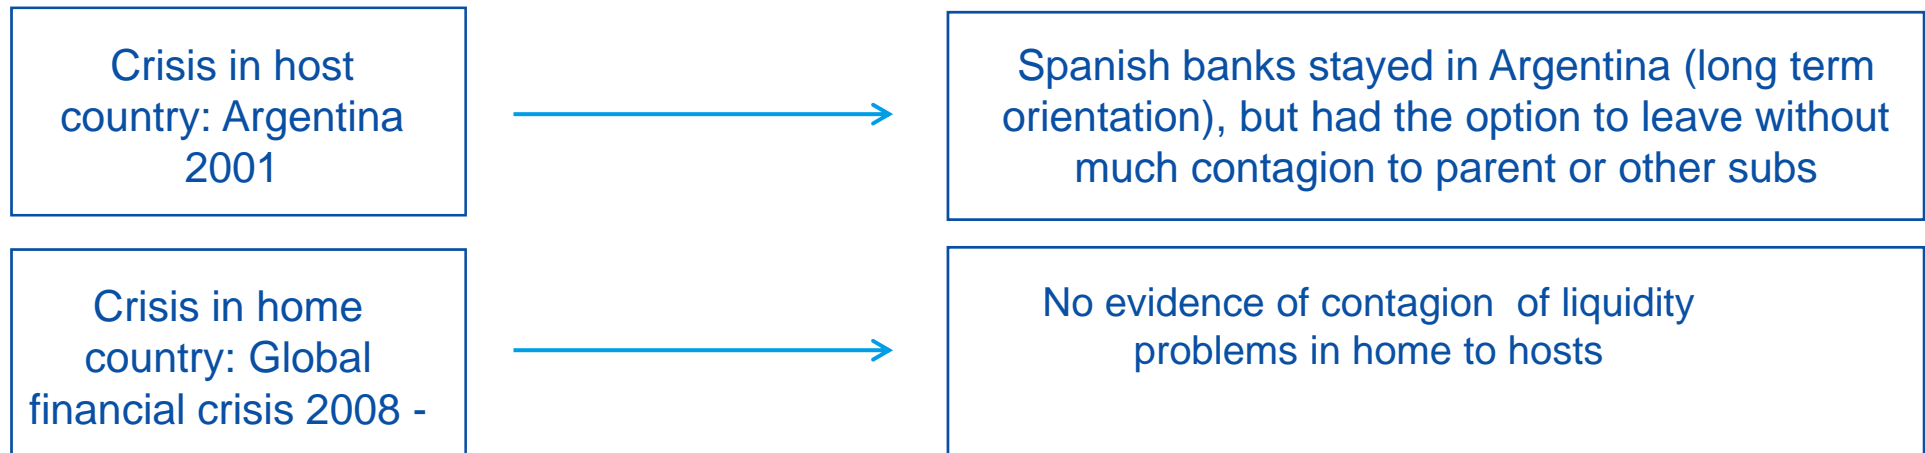 Crisis in host
country: Argentina
2001
Spanish banks stayed in Argentina (long term
orientation), but had the option to leave without
much contagion to parent or other subs
Crisis in home
country: Global
financial crisis 2008 -
No evidence of contagion  of liquidity
problems in home to hosts